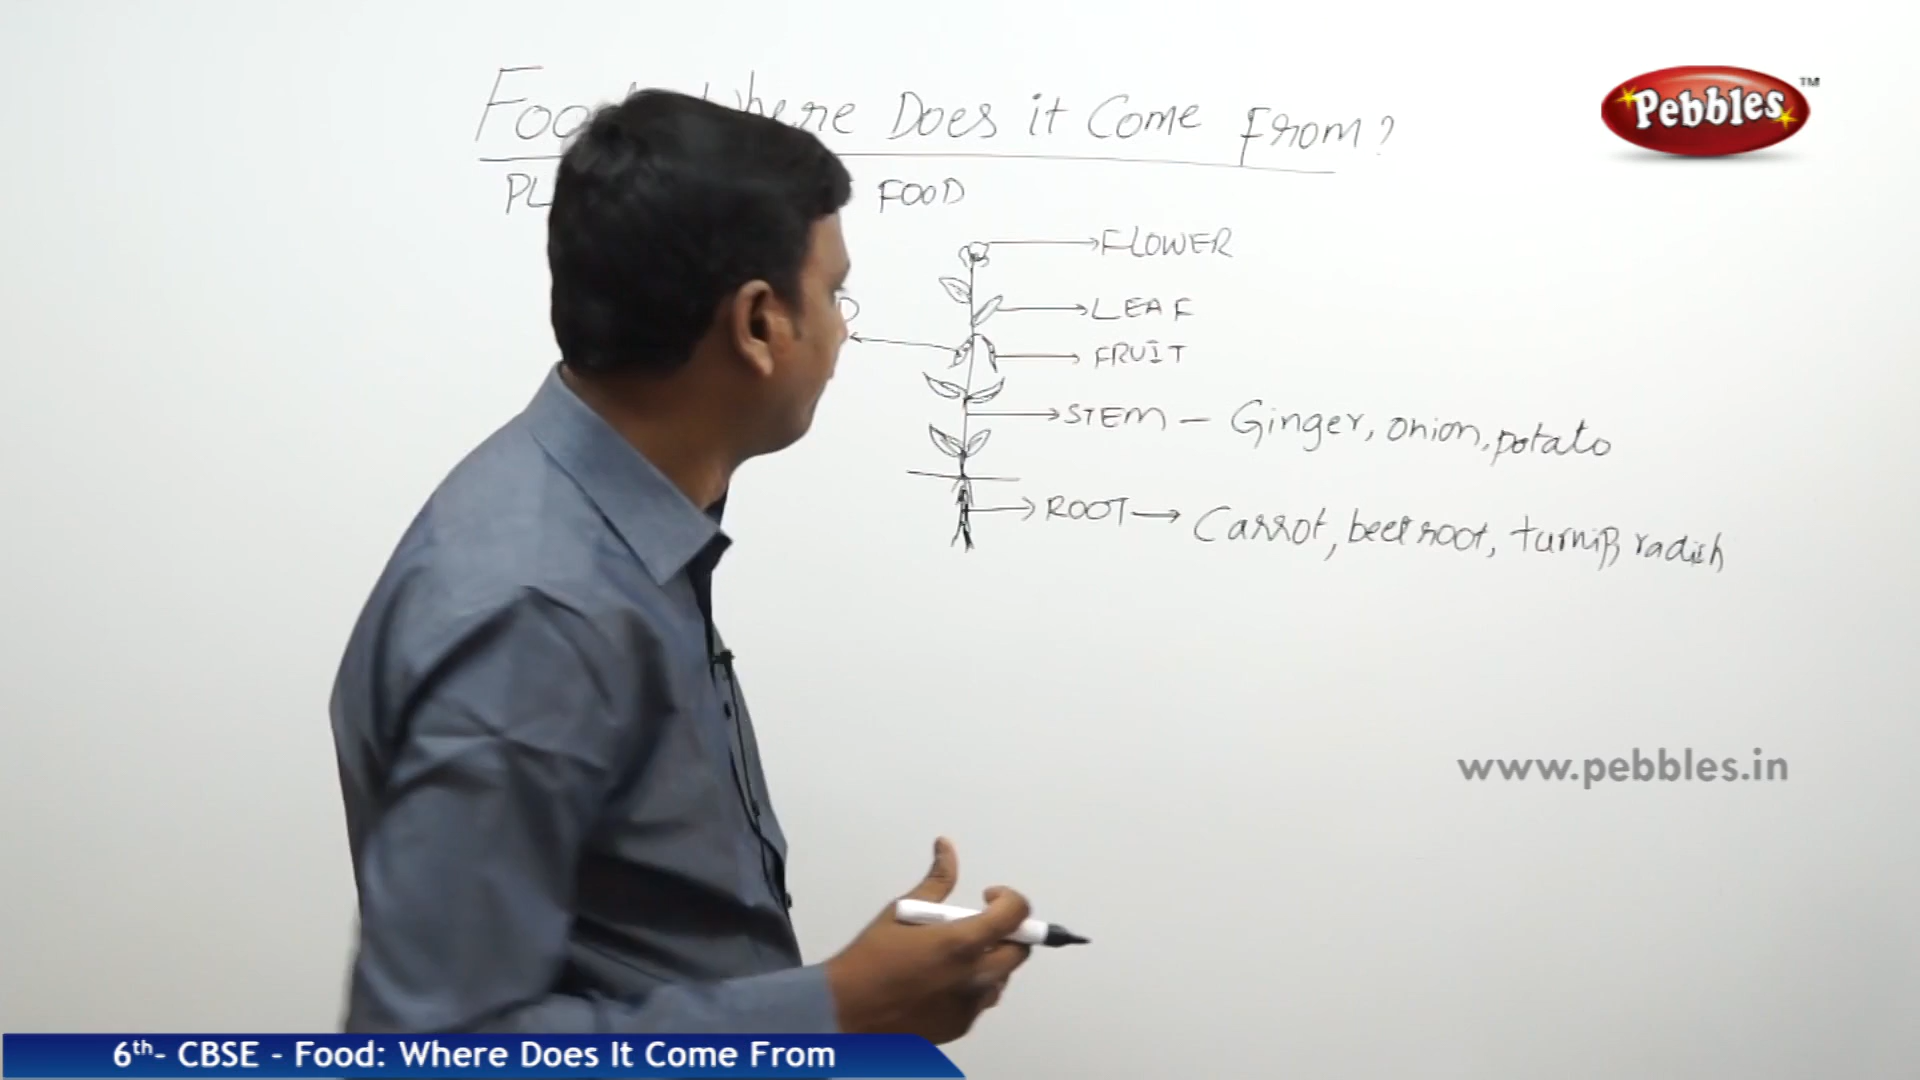 Where Does it Come From?
FOOD
FLOWER
LEAF
FRUIT
STEM – Ginger, onion, potato
ROOT → Carrot, beetroot, turnip, radish
Pebbles™
www.pebbles.in
6th- CBSE - Food: Where Does It Come From